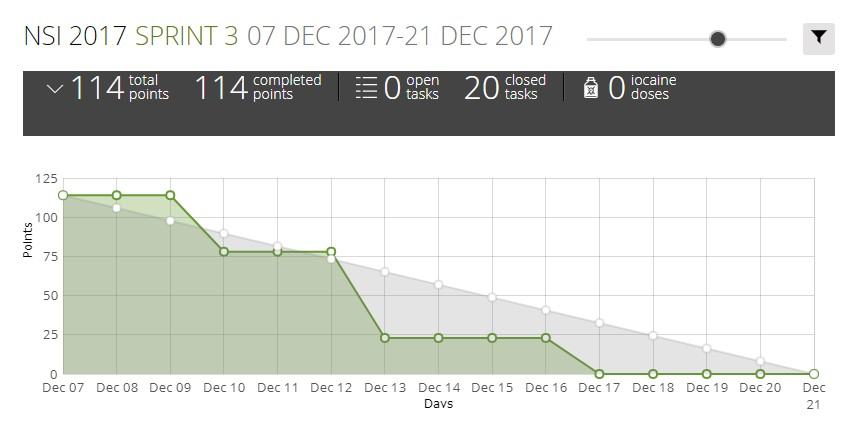 NSI 2017 SPRINT 3 07 DEC 2017-21 DEC 2017
114 total points 114 completed points 0 open tasks 20 closed tasks 0 iocaine doses
125
100
75
50
25
0
Points
Dec 07 Dec 08 Dec 09 Dec 10 Dec 11 Dec 12 Dec 13 Dec 14 Dec 15 Dec 16 Dec 17 Dec 18 Dec 19 Dec 20 Dec 21
Days